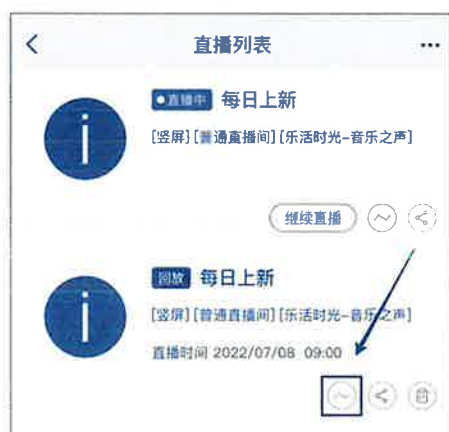 直播列表
直播中 每日上新
[竖屏][普通直播间][乐活时光-音乐之声]
继续直播
回放 每日上新
[竖屏][普通直播间][乐活时光-音乐之声]
直播时间 2022/07/08 09:00